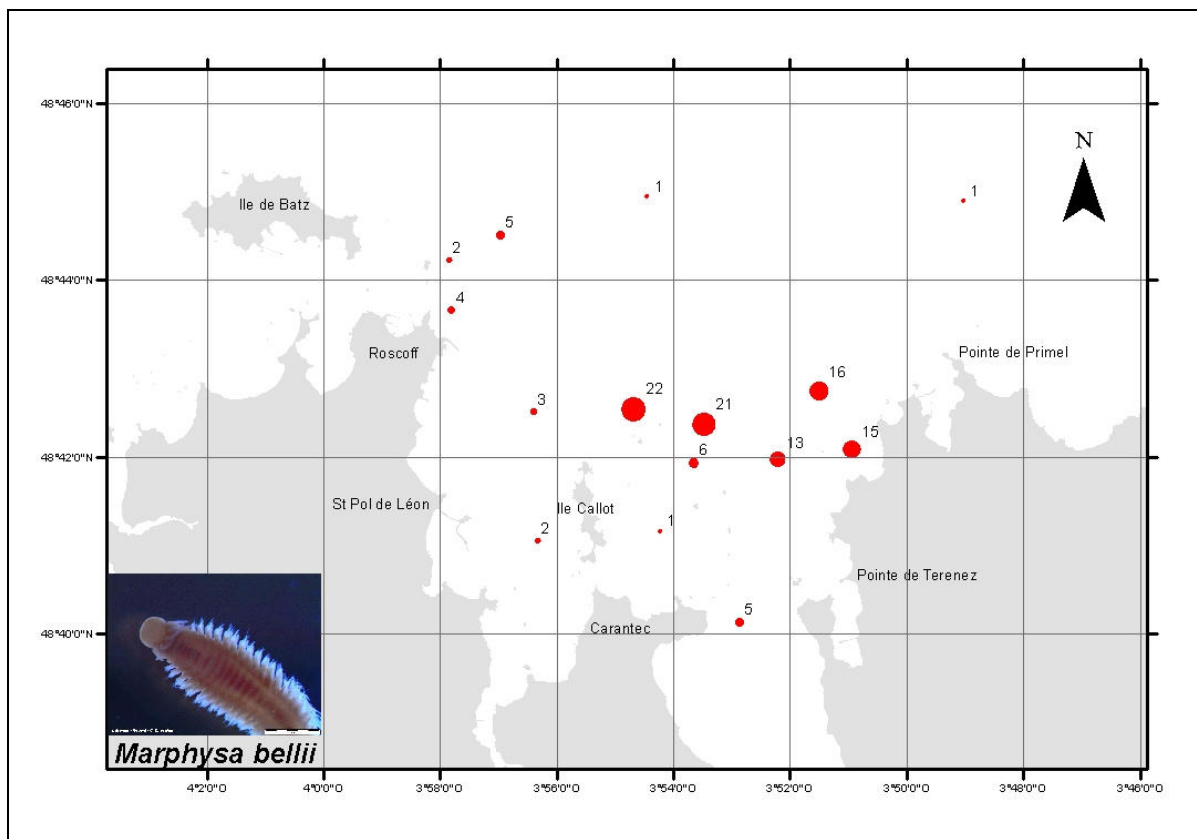 48°46'0"N
N
1
1
Ile de Batz
5
2
48°44'0"N
4
Roscoff
Pointe de Primel
16
22
3
21
15
13
48°42'0"N
6
St Pol de Léon
Ile Callot
1
2
Pointe de Terenez
5
48°40'0"N
Carantec
Marphysa bellii
4°2'0"O 4°0'0"O 3°58'0"O 3°56'0"O 3°54'0"O 3°52'0"O 3°50'0"O 3°48'0"O 3°46'0"O